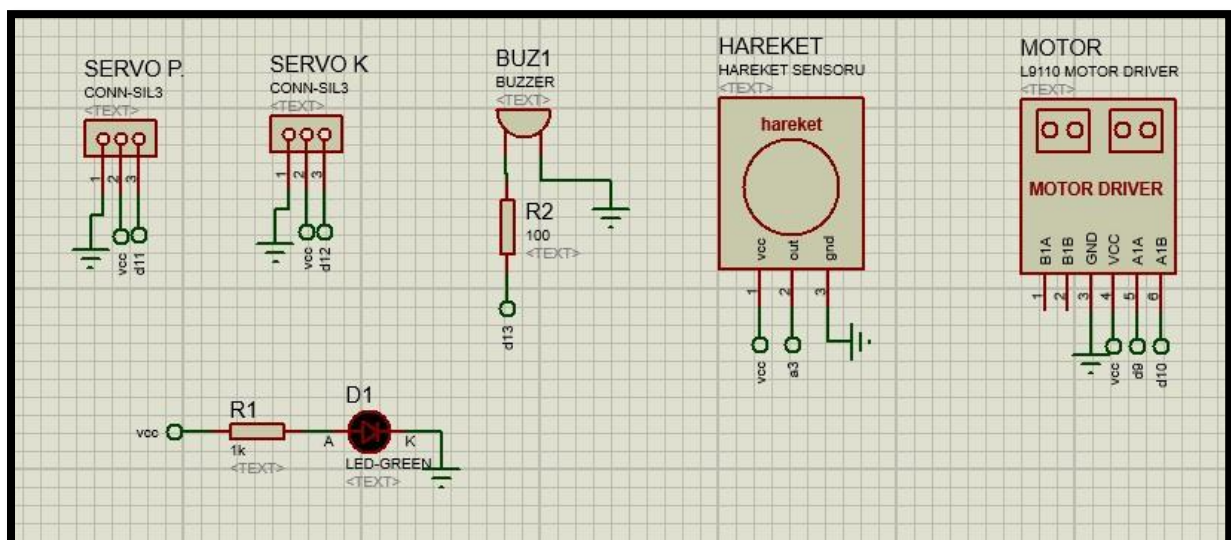 SERVO P.
CONN-SIL3
<TEXT>
1
2
3
vcc
d11
SERVO K
CONN-SIL3
<TEXT>
1
2
3
vcc
d12
BUZ1
BUZZER
<TEXT>
R2
100
<TEXT>
d13
HAREKET
HAREKET SENSORU
<TEXT>
hareket
vcc
out
gnd
1
2
3
vcc
a3
MOTOR
L9110 MOTOR DRIVER
<TEXT>
MOTOR DRIVER
B1A
B1B
GND
VCC
A1A
A1B
1
2
3
4
5
6
vcc
d9
d10
vcc
R1
1k
<TEXT>
D1
A
K
LED-GREEN
<TEXT>